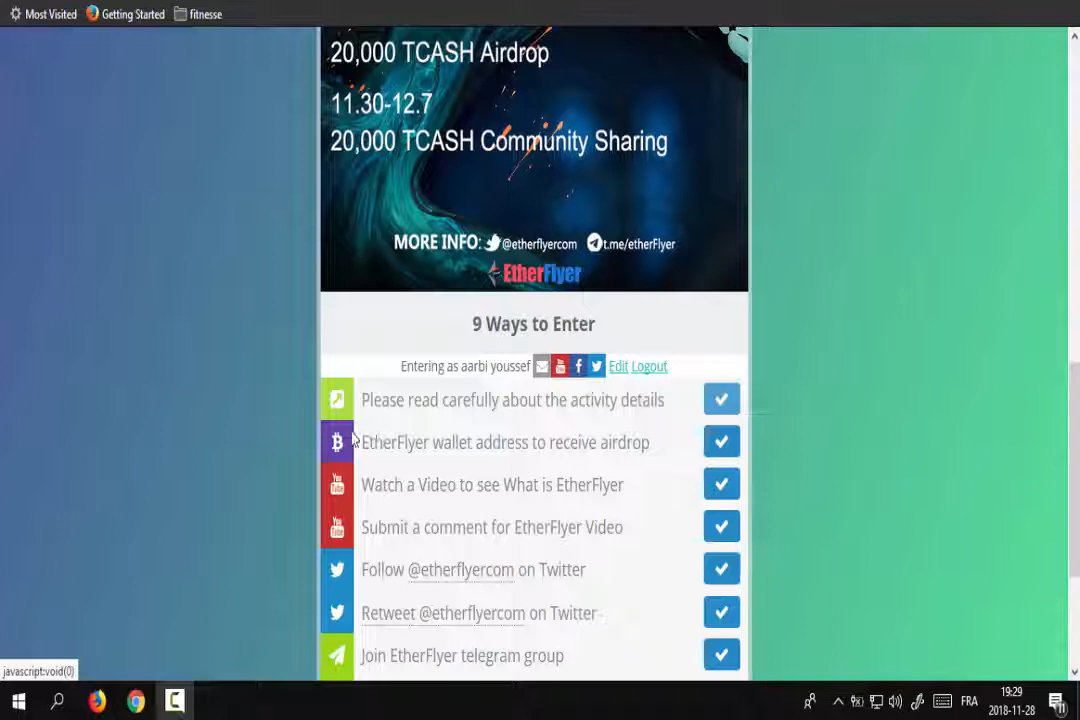 Most Visited Getting Started fitnesse
20,000 TCASH Airdrop
11.30-12.7
20,000 TCASH Community Sharing
MORE INFO: @etherflyercom t.me/etherFlyer
EtherFlyer
9 Ways to Enter
Entering as aarbi youssef Edit Logout
Please read carefully about the activity details
EtherFlyer wallet address to receive airdrop
Watch a Video to see What is EtherFlyer
Submit a comment for EtherFlyer Video
Follow @etherflyercom on Twitter
Retweet @etherflyercom on Twitter
Join EtherFlyer telegram group
javascript:void(0)
FRA
19:29
2018-11-28